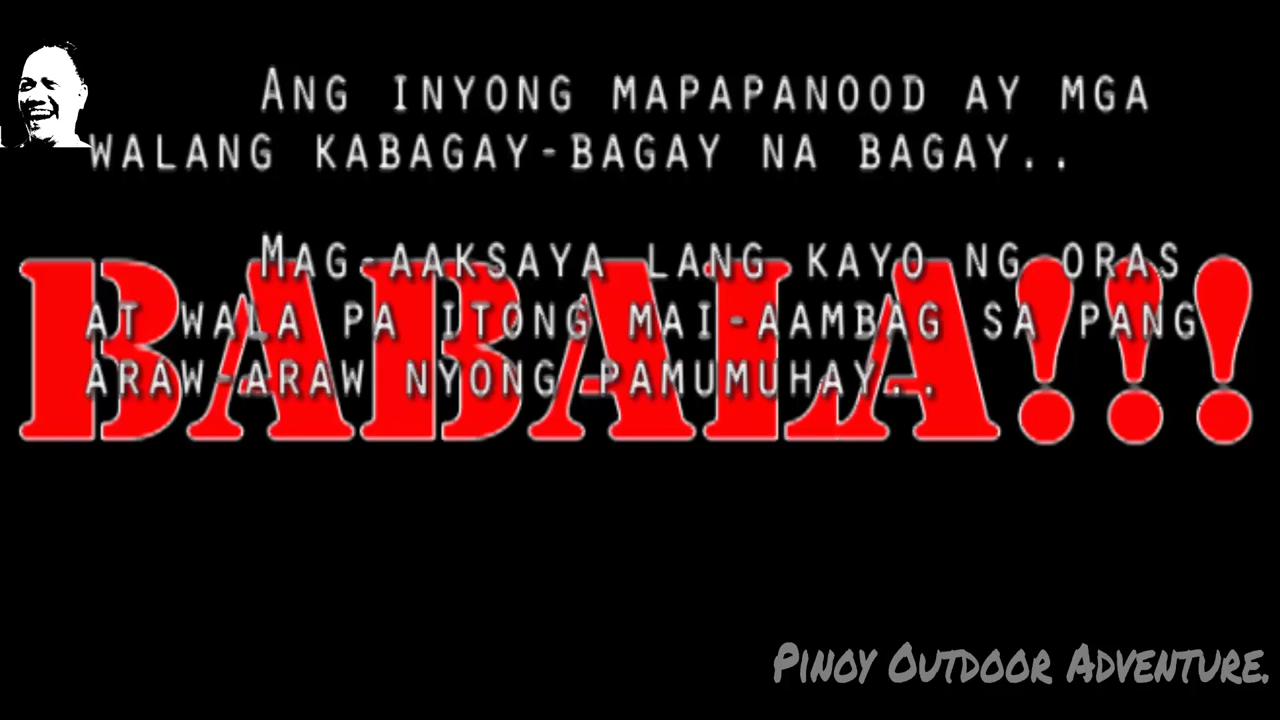 ANG INYONG MAPAPANOOD AY MGA
WALANG KABAGAY-BAGAY NA BAGAY..
MAG-AAKSAYA LANG KAYO NG ORAS
AT WALA PA ITONG MAI-AAMBAG SA PANG
ARAW-ARAW NYONG PAMUMUHAY..
BABALA!!!
PINOY OUTDOOR ADVENTURE.